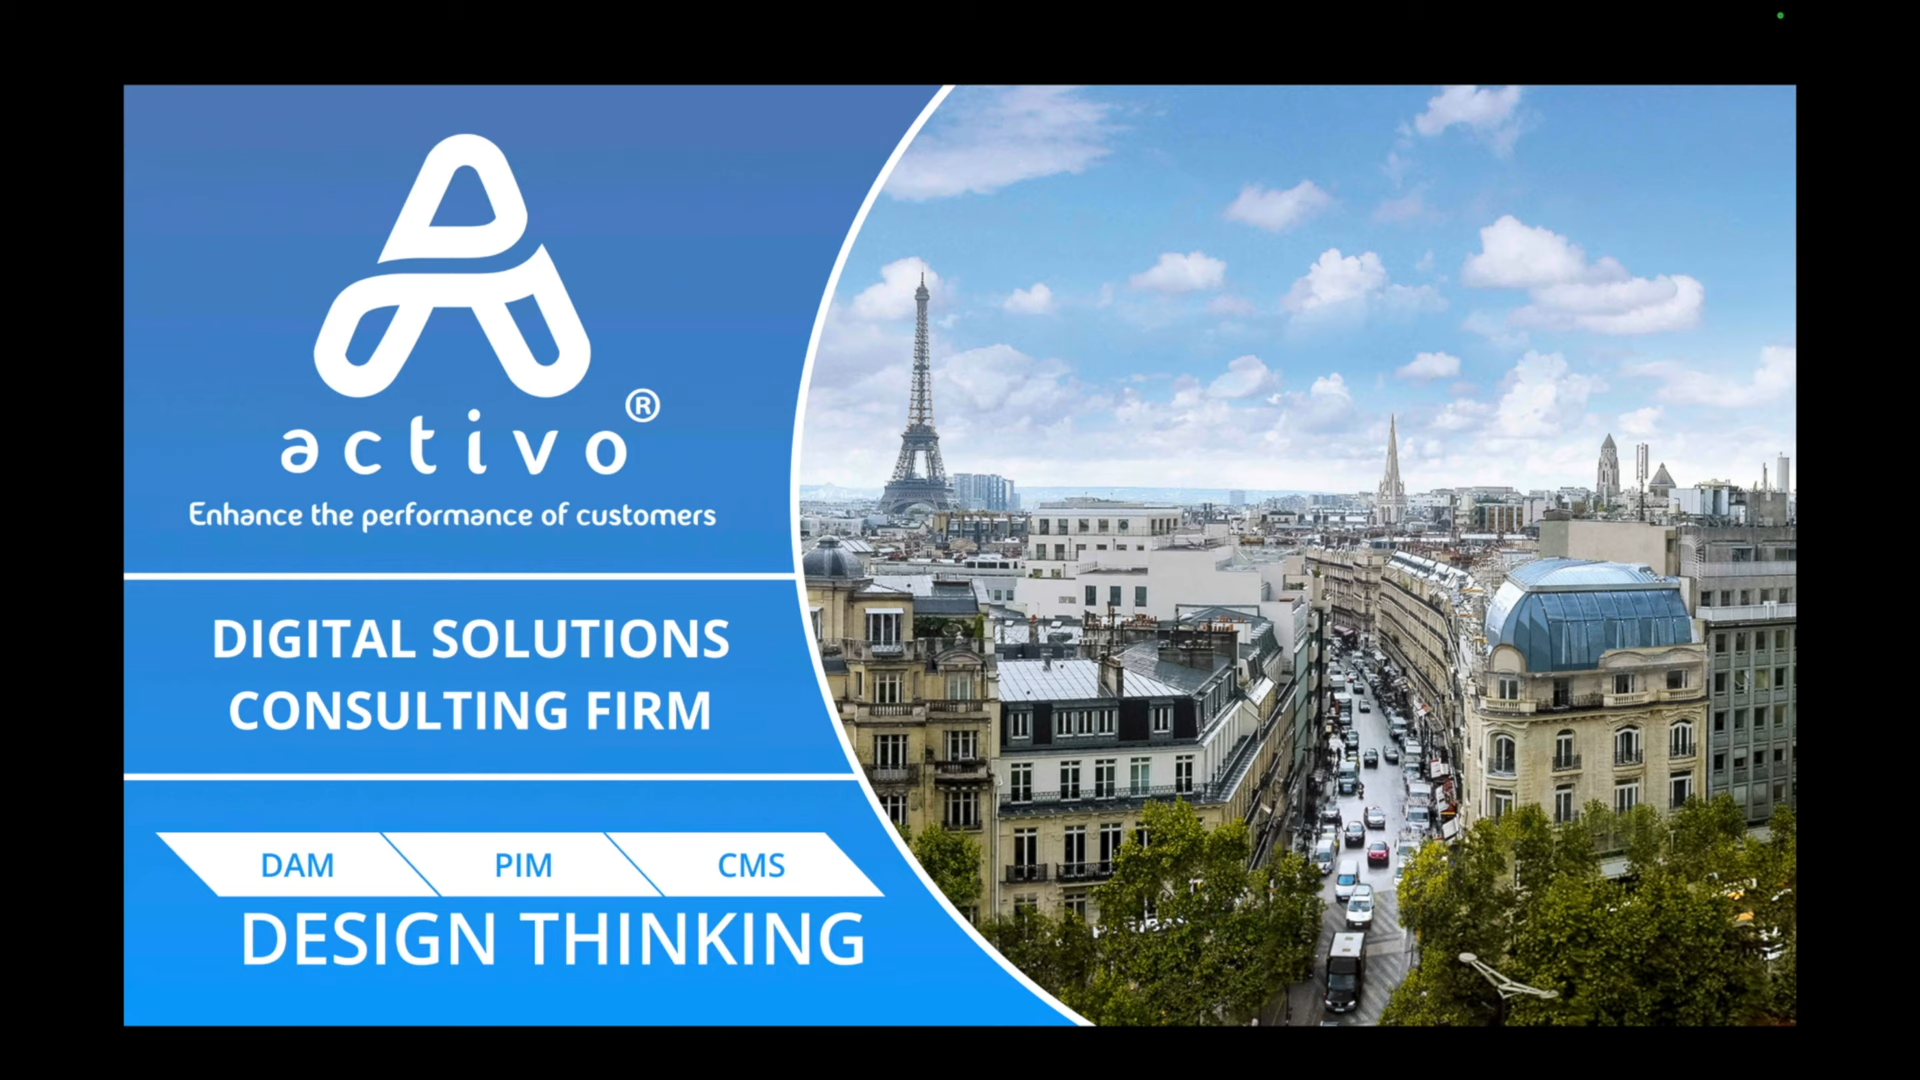 activo®
Enhance the performance of customers
DIGITAL SOLUTIONS
CONSULTING FIRM
DAM
PIM
CMS
DESIGN THINKING